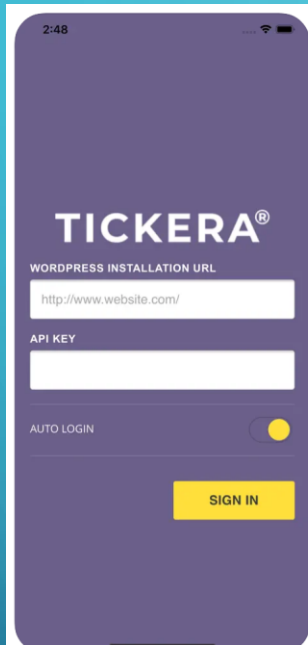 2:48
TICKERA®
WORDPRESS INSTALLATION URL
http://www.website.com/
API KEY
AUTO LOGIN
SIGN IN